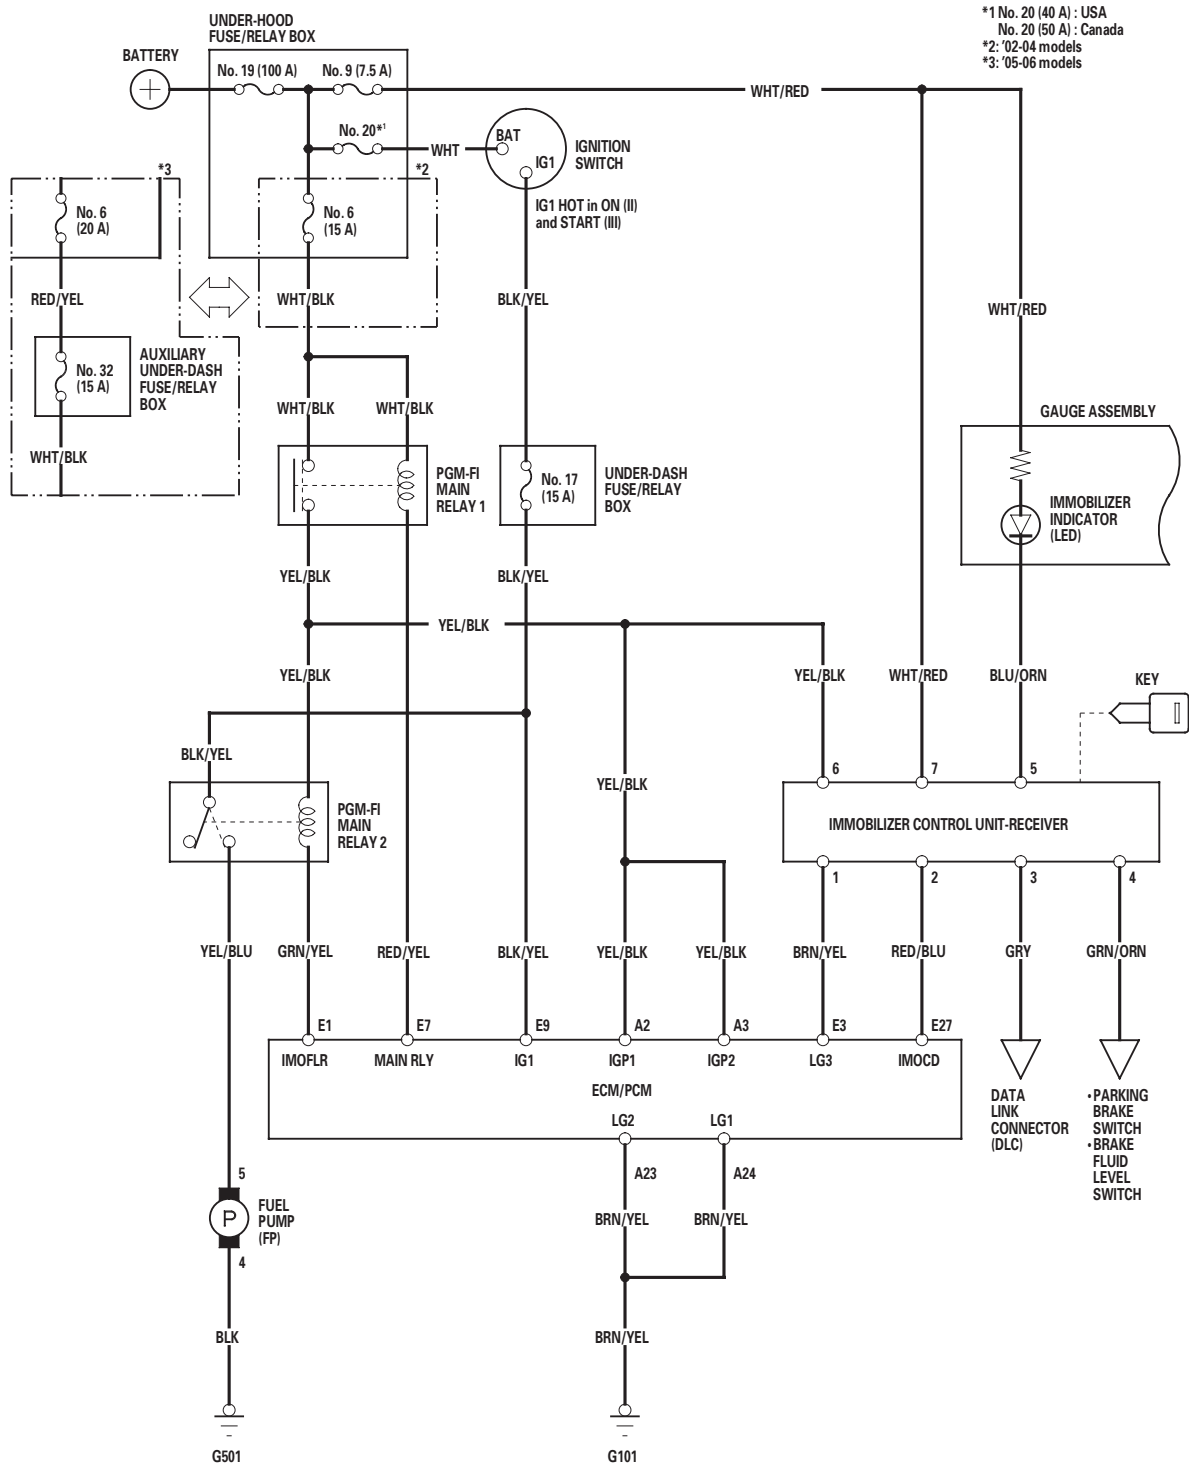 *1 No. 20 (40 A) : USA
No. 20 (50 A) : Canada
*2: '02-04 models
*3: '05-06 models
UNDER-HOOD
FUSE/RELAY BOX
BATTERY
No. 19 (100 A)
No. 9 (7.5 A)
WHT/RED
No. 20*1
WHT
BAT
IG1
IGNITION
SWITCH
*3
*2
No. 6
(20 A)
No. 6
(15 A)
IG1 HOT in ON (II)
and START (III)
RED/YEL
WHT/BLK
BLK/YEL
WHT/RED
No. 32
(15 A)
AUXILIARY
UNDER-DASH
FUSE/RELAY
BOX
WHT/BLK
WHT/BLK
WHT/BLK
GAUGE ASSEMBLY
PGM-FI
MAIN
RELAY 1
No. 17
(15 A)
UNDER-DASH
FUSE/RELAY
BOX
IMMOBILIZER
INDICATOR
(LED)
YEL/BLK
BLK/YEL
YEL/BLK
YEL/BLK
YEL/BLK
WHT/RED
BLU/ORN
KEY
BLK/YEL
YEL/BLK
6
7
5
PGM-FI
MAIN
RELAY 2
IMMOBILIZER CONTROL UNIT-RECEIVER
1
2
3
4
YEL/BLU
GRN/YEL
RED/YEL
BLK/YEL
YEL/BLK
YEL/BLK
BRN/YEL
RED/BLU
GRY
GRN/ORN
E1
E7
E9
A2
A3
E3
E27
IMOFLR
MAIN RLY
IG1
IGP1
IGP2
LG3
IMOCD
ECM/PCM
LG2
LG1
DATA
LINK
CONNECTOR
(DLC)
•PARKING
BRAKE
SWITCH
•BRAKE
FLUID
LEVEL
SWITCH
5
A23
A24
P
FUEL
PUMP
(FP)
BRN/YEL
BRN/YEL
4
BLK
BRN/YEL
G501
G101